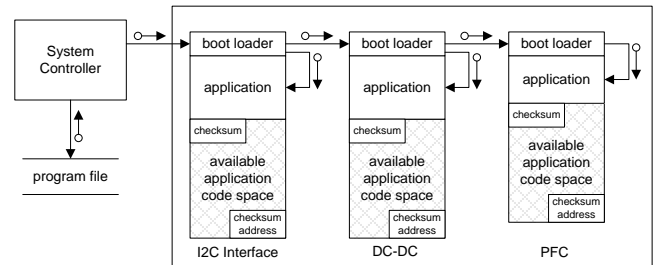 System
Controller
program file
boot loader
application
checksum
available
application
code space
checksum
address
I2C Interface
boot loader
application
checksum
available
application
code space
checksum
address
DC-DC
boot loader
application
checksum
available
application
code space
checksum
address
PFC